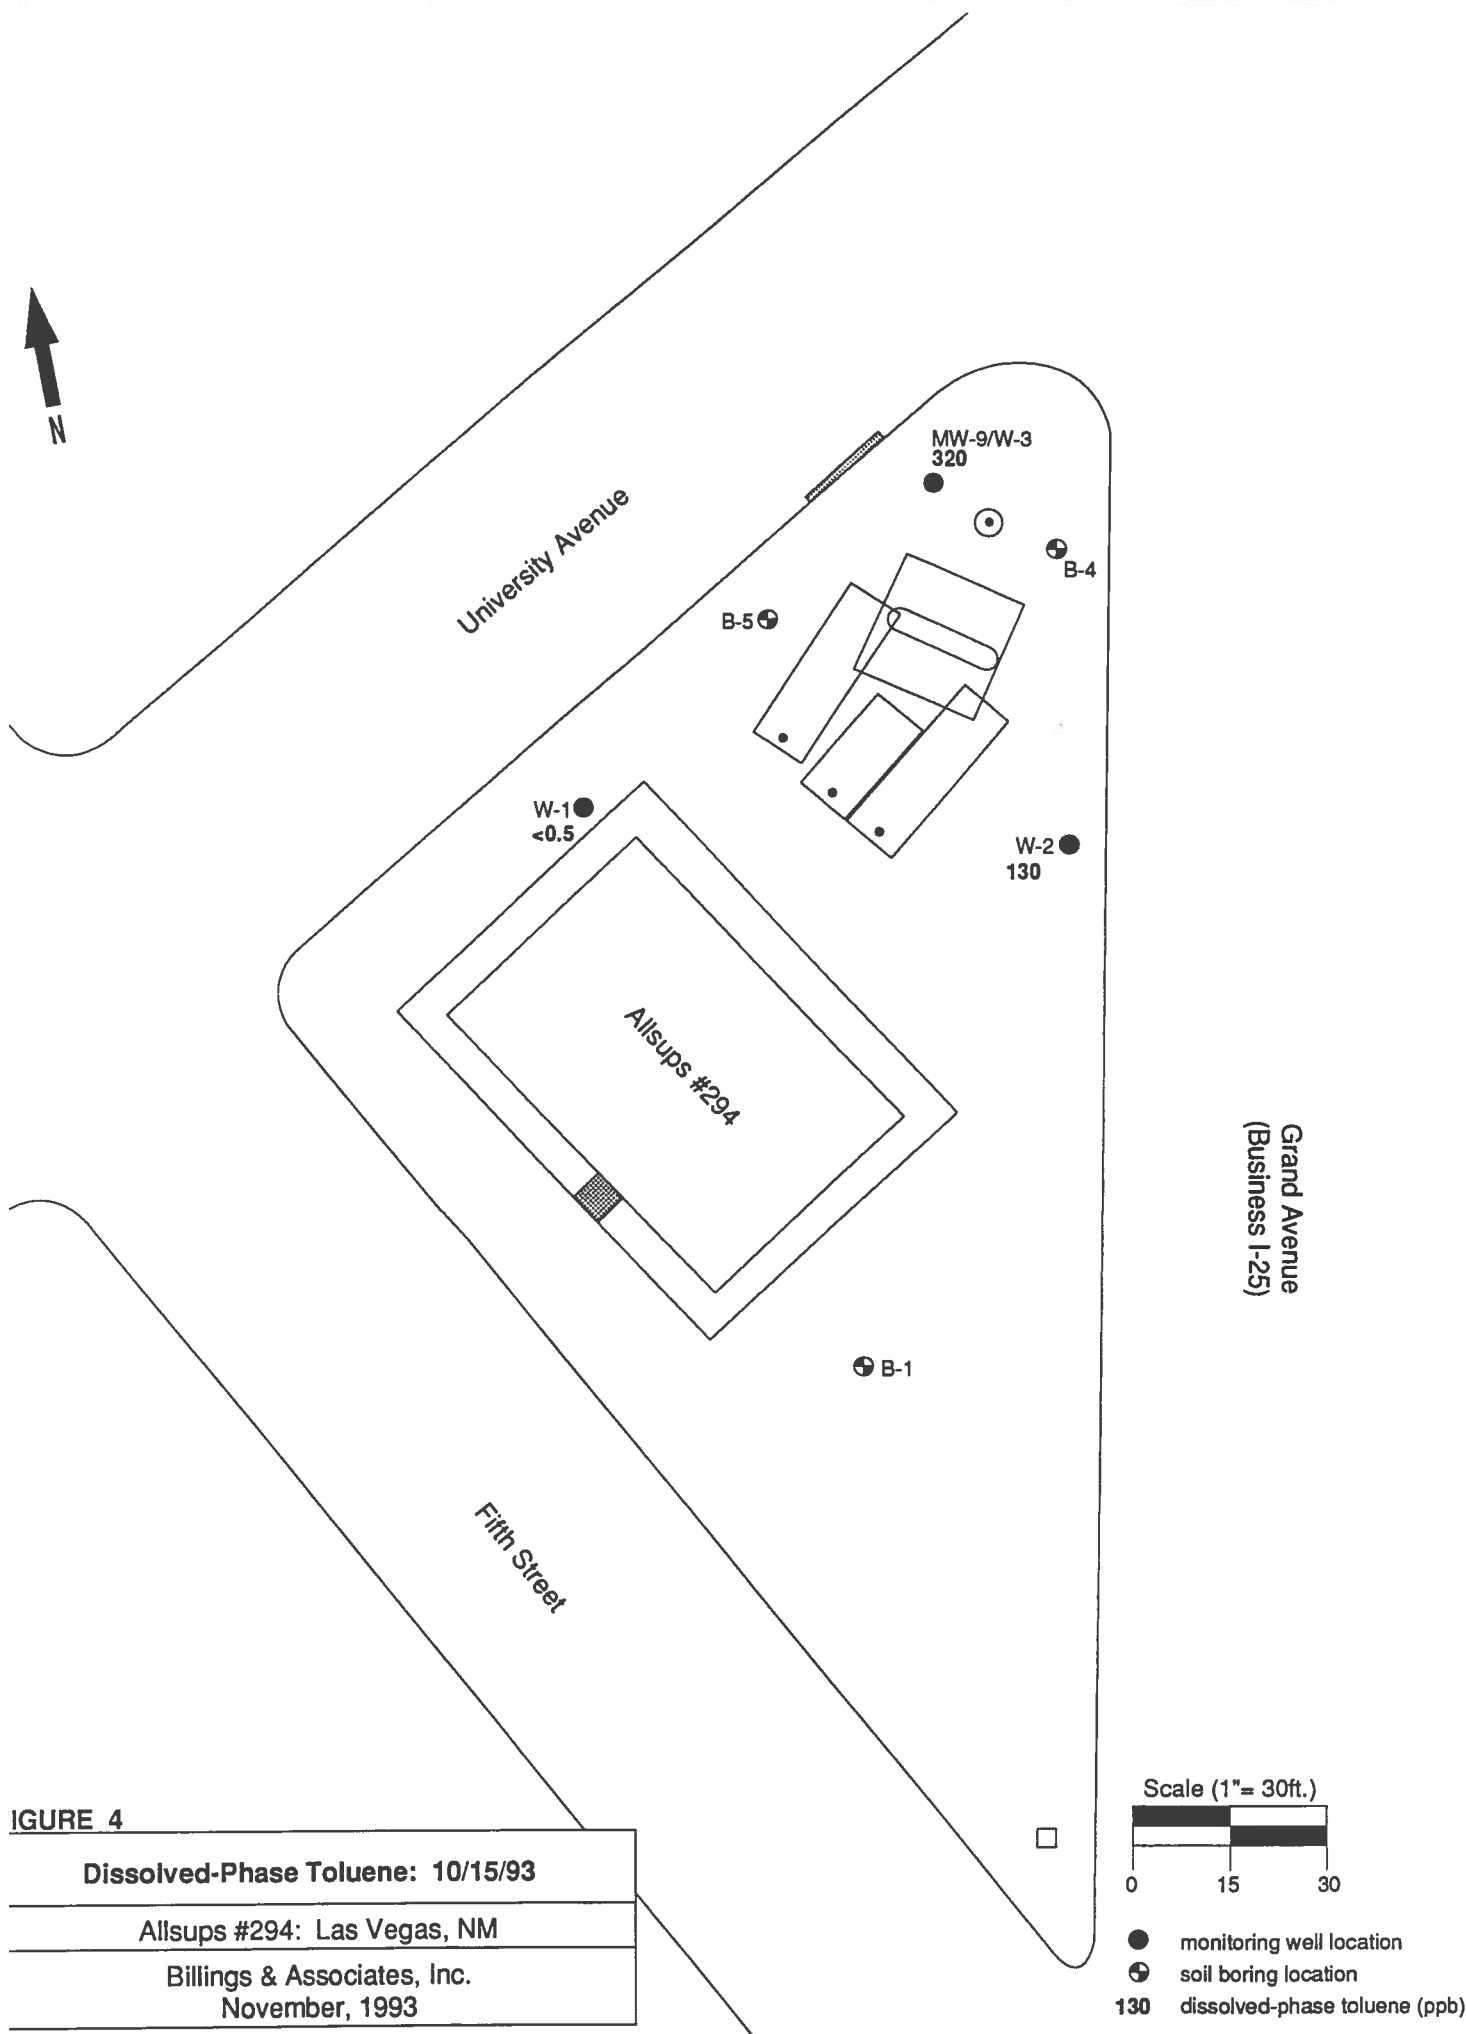 N
University Avenue
MW-9/W-3
320
B-4
B-5
W-1
<0.5
W-2
130
Allsups #294
Grand Avenue
(Business I-25)
B-1
Fifth Street
Scale (1"= 30ft.)
0 15 30
monitoring well location
soil boring location
130 dissolved-phase toluene (ppb)
IGURE 4
Dissolved-Phase Toluene: 10/15/93
Allsups #294: Las Vegas, NM
Billings & Associates, Inc.
November, 1993